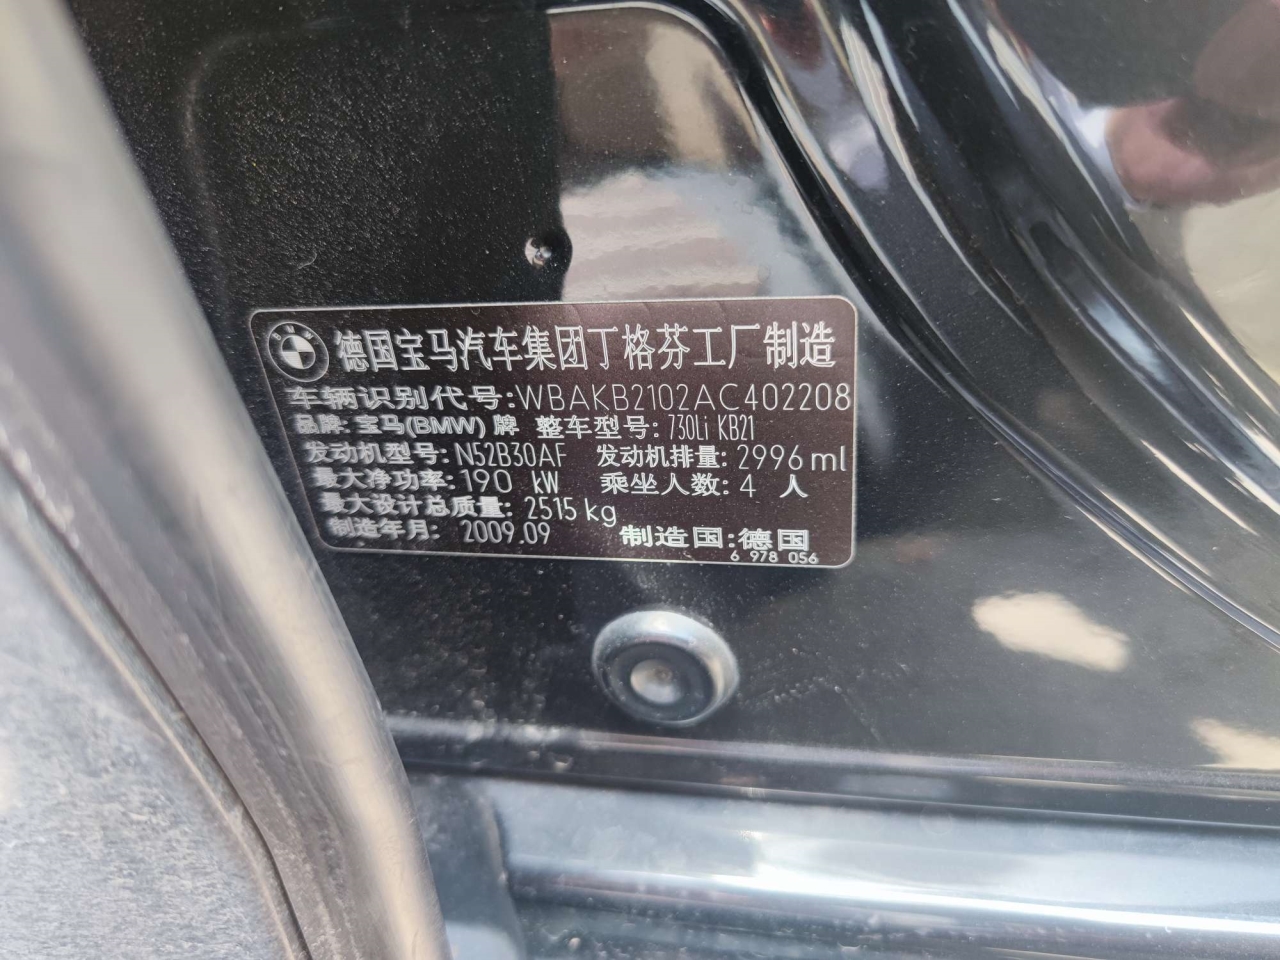 德国宝马汽车集团丁格芬工厂制造
车辆识别代号:WBAKB2102AC402208
品牌: 宝马(BMW) 牌 整车型号: 730Li KB21
发动机型号: N52B30AF 发动机排量: 2996 ml
最大净功率: 190 kW 乘坐人数: 4 人
最大设计总质量: 2515 kg
制造年月: 2009.09 制造国: 德国
6 978 056